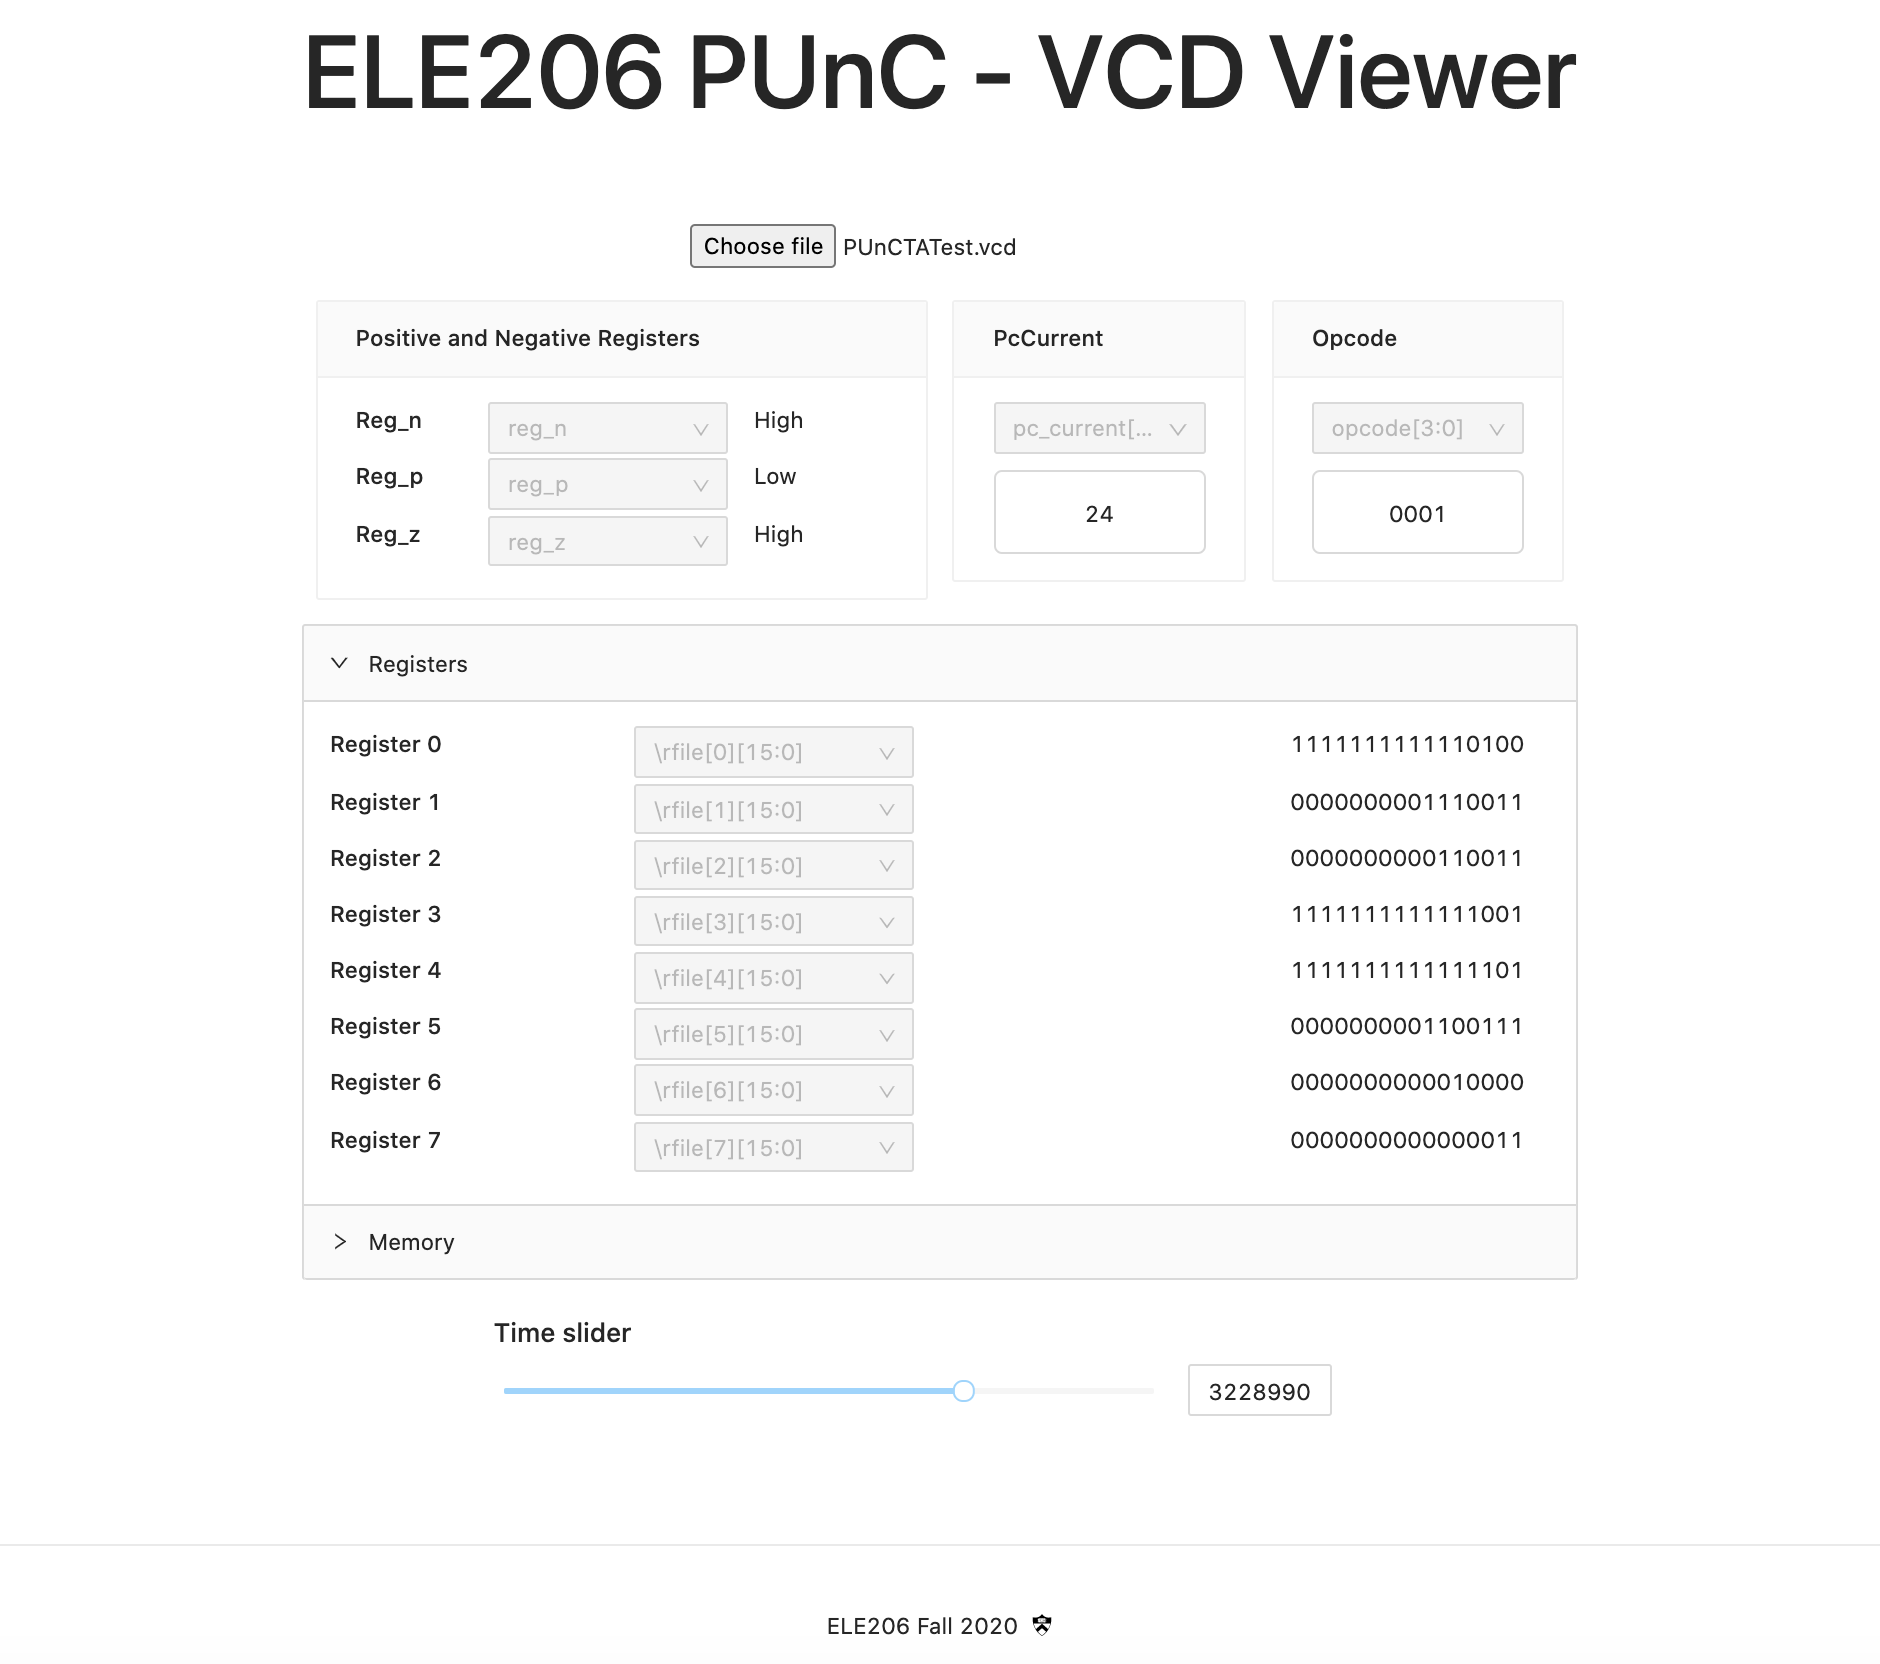 ELE206 PUnC - VCD Viewer
Choose file PUnCTATest.vcd
Positive and Negative Registers
Reg_n reg_n High
Reg_p reg_p Low
Reg_z reg_z High
PcCurrent
pc_current[...
24
Opcode
opcode[3:0]
0001
Registers
Register 0 \rfile[0][15:0] 1111111111110100
Register 1 \rfile[1][15:0] 0000000001110011
Register 2 \rfile[2][15:0] 0000000000110011
Register 3 \rfile[3][15:0] 1111111111111001
Register 4 \rfile[4][15:0] 1111111111111101
Register 5 \rfile[5][15:0] 0000000001100111
Register 6 \rfile[6][15:0] 0000000000010000
Register 7 \rfile[7][15:0] 0000000000000011
Memory
Time slider
3228990
ELE206 Fall 2020